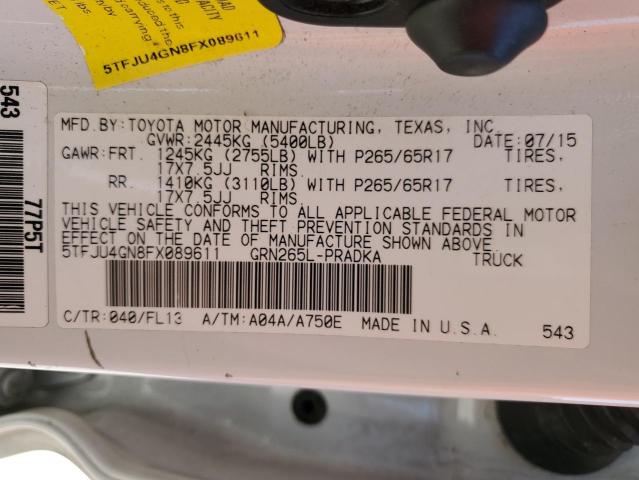 OAD
ACITY
5TFJU4GN8FX089611
543
77P5T
MFD.BY:TOYOTA MOTOR MANUFACTURING, TEXAS, INC.
GVWR:2445KG (5400LB) DATE:07/15
GAWR:FRT. 1245KG (2755LB) WITH P265/65R17 TIRES,
17X7.5JJ RIMS.
RR. 1410KG (3110LB) WITH P265/65R17 TIRES,
17X7.5JJ RIMS.
THIS VEHICLE CONFORMS TO ALL APPLICABLE FEDERAL MOTOR
VEHICLE SAFETY AND THEFT PREVENTION STANDARDS IN
EFFECT ON THE DATE OF MANUFACTURE SHOWN ABOVE.
5TFJU4GN8FX089611 GRN265L-PRADKA TRUCK
C/TR:040/FL13 A/TM:A04A/A750E MADE IN U.S.A. 543